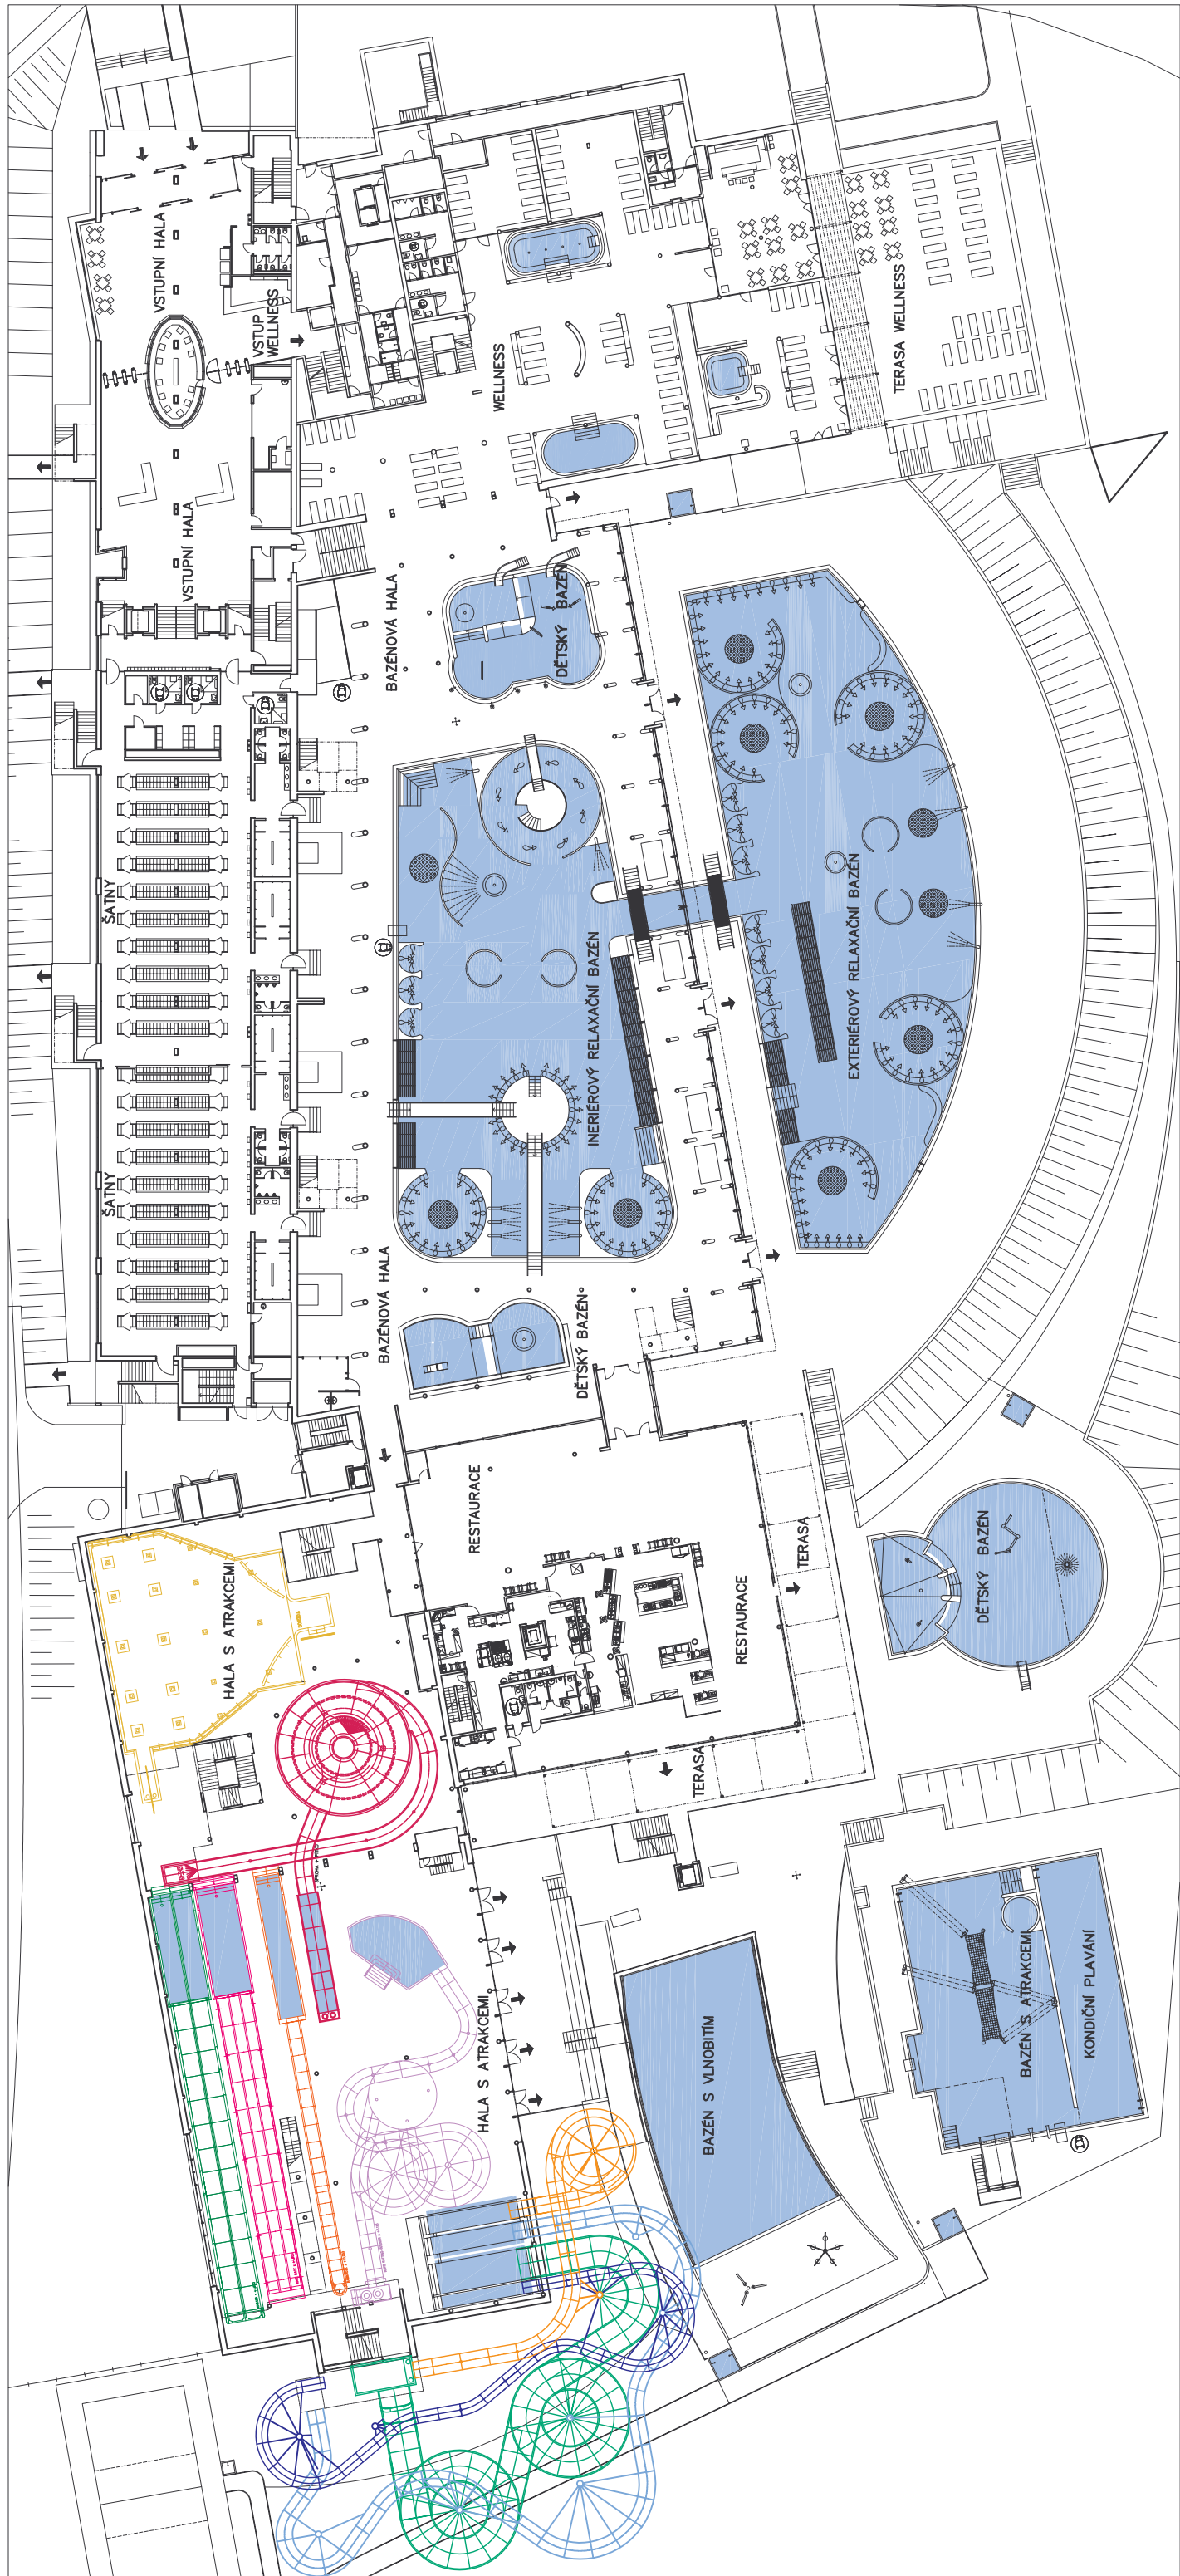 VSTUPNÍ HALA
VSTUP
WELLNESS
WELLNESS
TERASA WELLNESS
VSTUPNÍ HALA
BAZÉNOVÁ HALA
DĚTSKÝ BAZÉN
ŠATNY
INERIÉROVÝ RELAXAČNÍ BAZÉN
EXTERIÉROVÝ RELAXAČNÍ BAZÉN
ŠATNY
BAZÉNOVÁ HALA
DĚTSKÝ BAZÉN
RESTAURACE
TERASA
DĚTSKÝ BAZÉN
HALA S ATRAKCEMI
RESTAURACE
TERASA
HALA S ATRAKCEMI
BAZÉN S VLNOBITÍM
BAZÉN S ATRAKCEMI
KONDIČNÍ PLAVÁNÍ